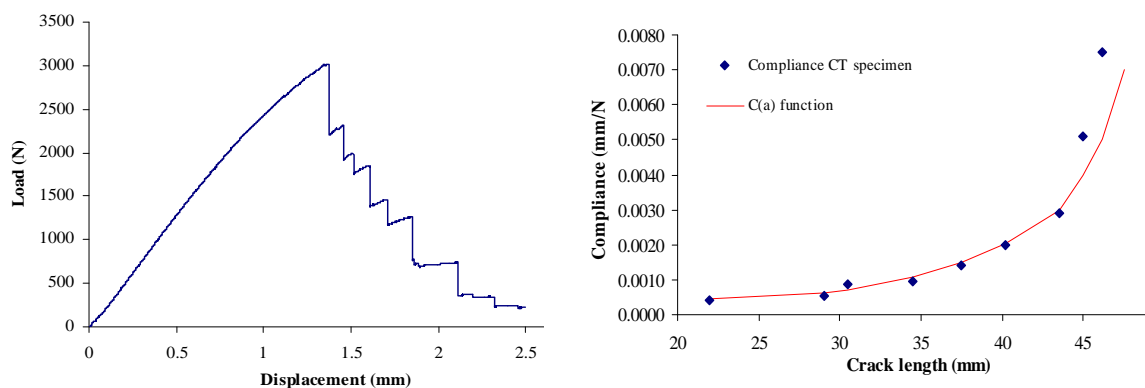 3500
3000
2500
2000
1500
1000
500
0
Load (N)
0 0.5 1 1.5 2 2.5
Displacement (mm)
0.0080
0.0070
0.0060
0.0050
0.0040
0.0030
0.0020
0.0010
0.0000
Compliance (mm/N)
Compliance CT specimen
C(a) function
20 25 30 35 40 45
Crack length (mm)